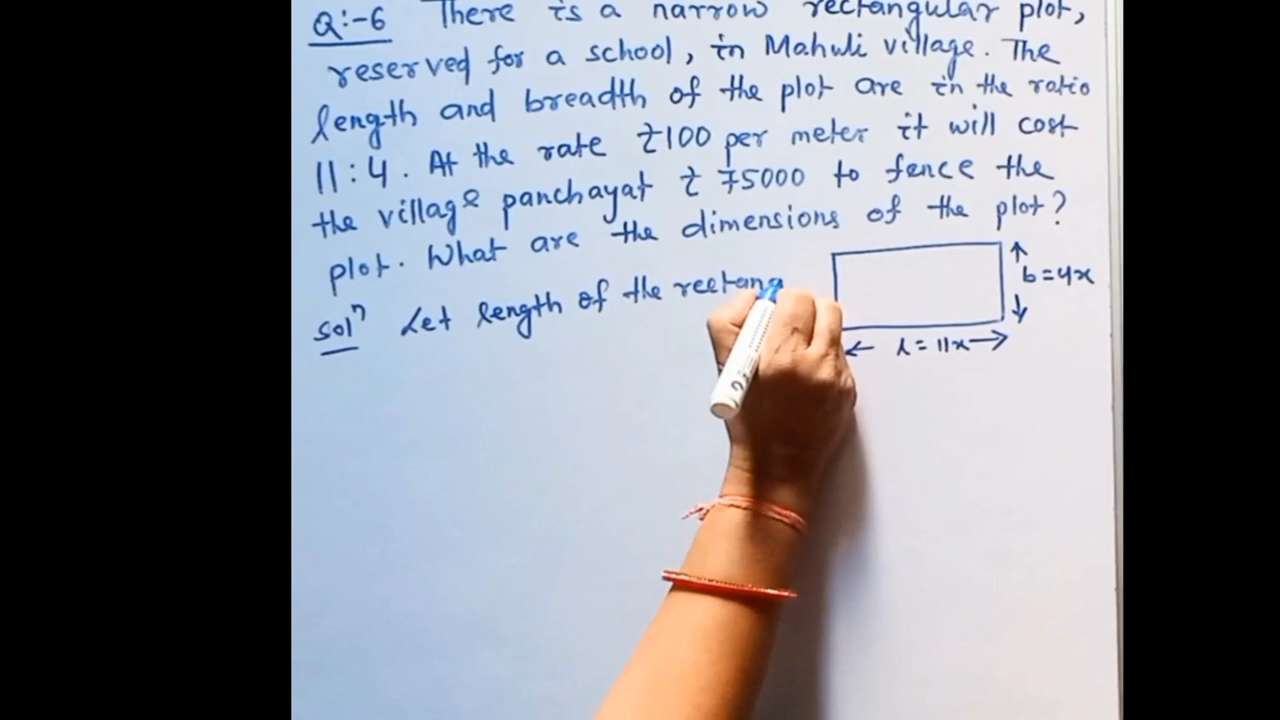 Q:-6 There is a narrow rectangular plot,
reserved for a school, in Mahuli village. The
length and breadth of the plot are in the ratio
11:4. At the rate ₹100 per meter it will cost
the village panchayat ₹ 75000 to fence the
plot. What are the dimensions of the plot?
b=4x
Solⁿ Let length of the rectang
l=11x